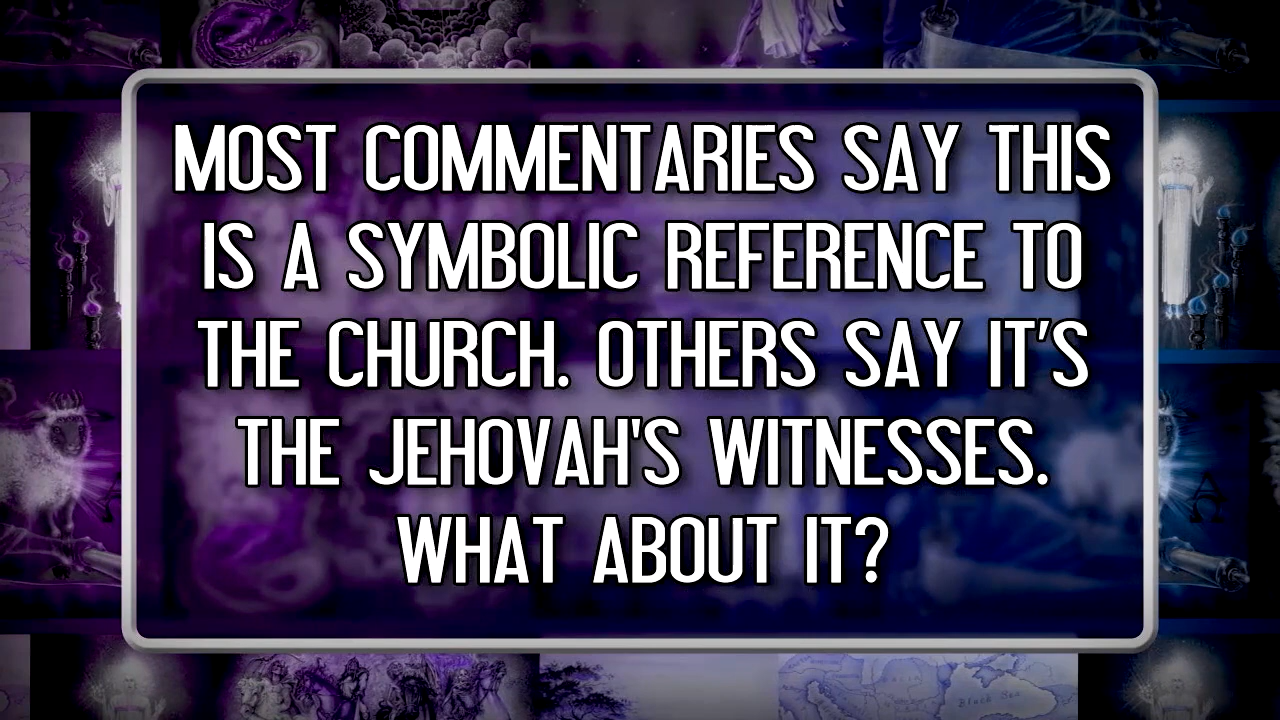 MOST COMMENTARIES SAY THIS
IS A SYMBOLIC REFERENCE TO
THE CHURCH. OTHERS SAY IT’S
THE JEHOVAH'S WITNESSES.
WHAT ABOUT IT?